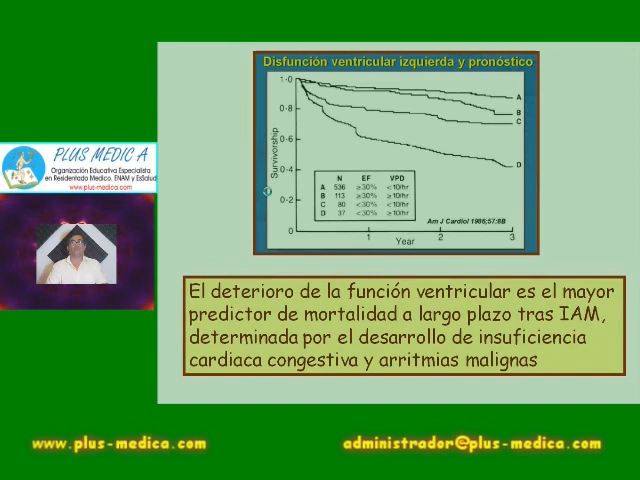 Disfunción ventricular izquierda y pronóstico
1·0
A
0·8
B
C
0·6
Survivorship
0·4
D
N EF VPD
A 536 ≥30% <10/hr
B 113 ≥30% ≥10/hr
C 80 <30% <10/hr
D 37 <30% ≥10/hr
0·2
Am J Cardiol 1986;57:6B
0
1 2 3
Year
PLUS MEDIC A
Organización Educativa Especialista
en Residentado Medico. ENAM y EsSalud
www.plus-medica.com
El deterioro de la función ventricular es el mayor
predictor de mortalidad a largo plazo tras IAM,
determinada por el desarrollo de insuficiencia
cardiaca congestiva y arritmias malignas
www.plus-medica.com
administrador@plus-medica.com